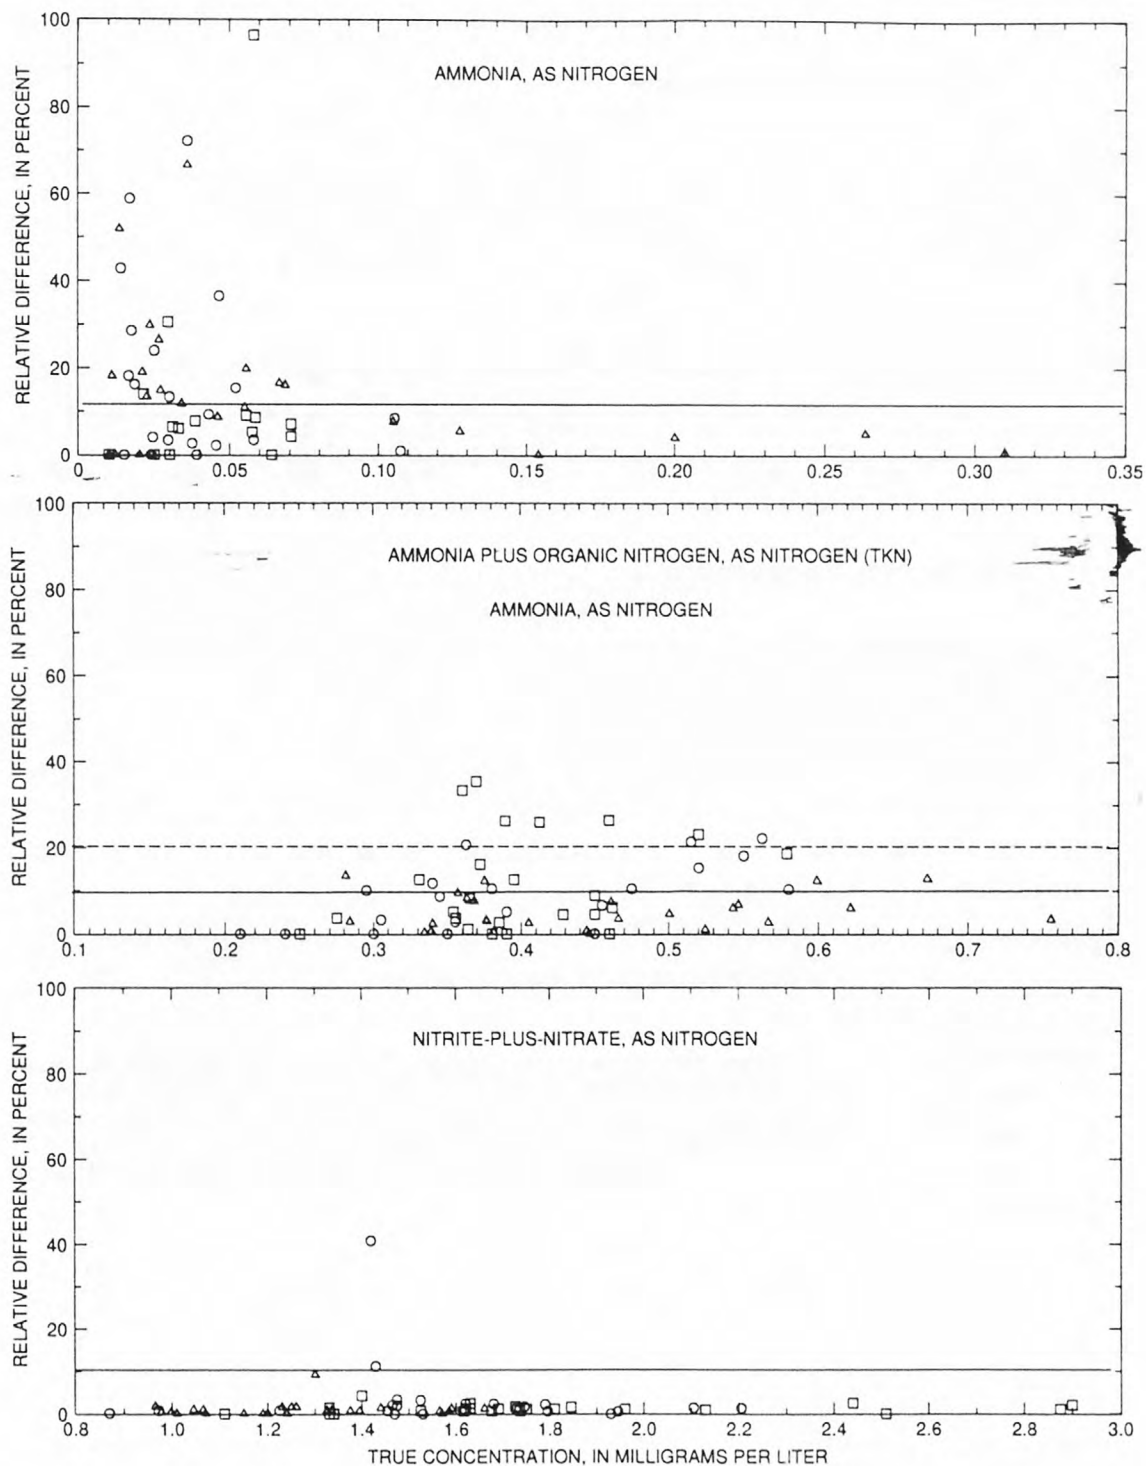 100
80
60
40
20
0
RELATIVE DIFFERENCE, IN PERCENT
AMMONIA, AS NITROGEN
0 0.05 0.10 0.15 0.20 0.25 0.30 0.35
100
80
60
40
20
0
RELATIVE DIFFERENCE, IN PERCENT
AMMONIA PLUS ORGANIC NITROGEN, AS NITROGEN (TKN)
AMMONIA, AS NITROGEN
0.1 0.2 0.3 0.4 0.5 0.6 0.7 0.8
100
80
60
40
20
0
RELATIVE DIFFERENCE, IN PERCENT
NITRITE-PLUS-NITRATE, AS NITROGEN
0.8 1.0 1.2 1.4 1.6 1.8 2.0 2.2 2.4 2.6 2.8 3.0
TRUE CONCENTRATION, IN MILLIGRAMS PER LITER